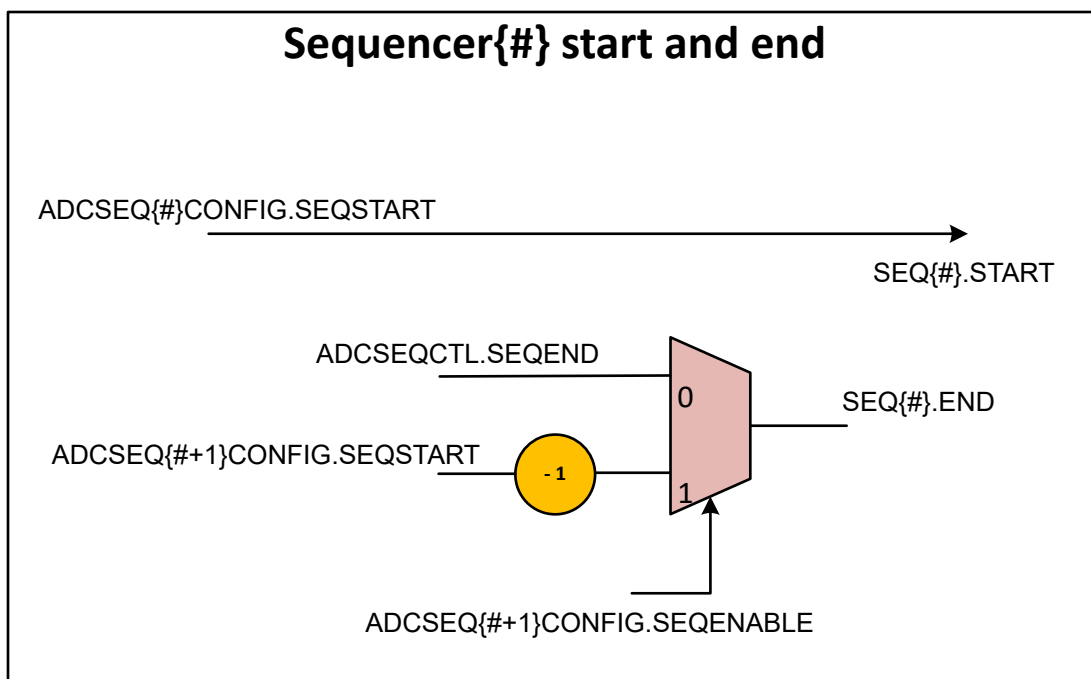 Sequencer{#} start and end
ADCSEQ{#}CONFIG.SEQSTART
SEQ{#}.START
ADCSEQCTL.SEQEND
0
SEQ{#}.END
ADCSEQ{#+1}CONFIG.SEQSTART
- 1
1
ADCSEQ{#+1}CONFIG.SEQENABLE